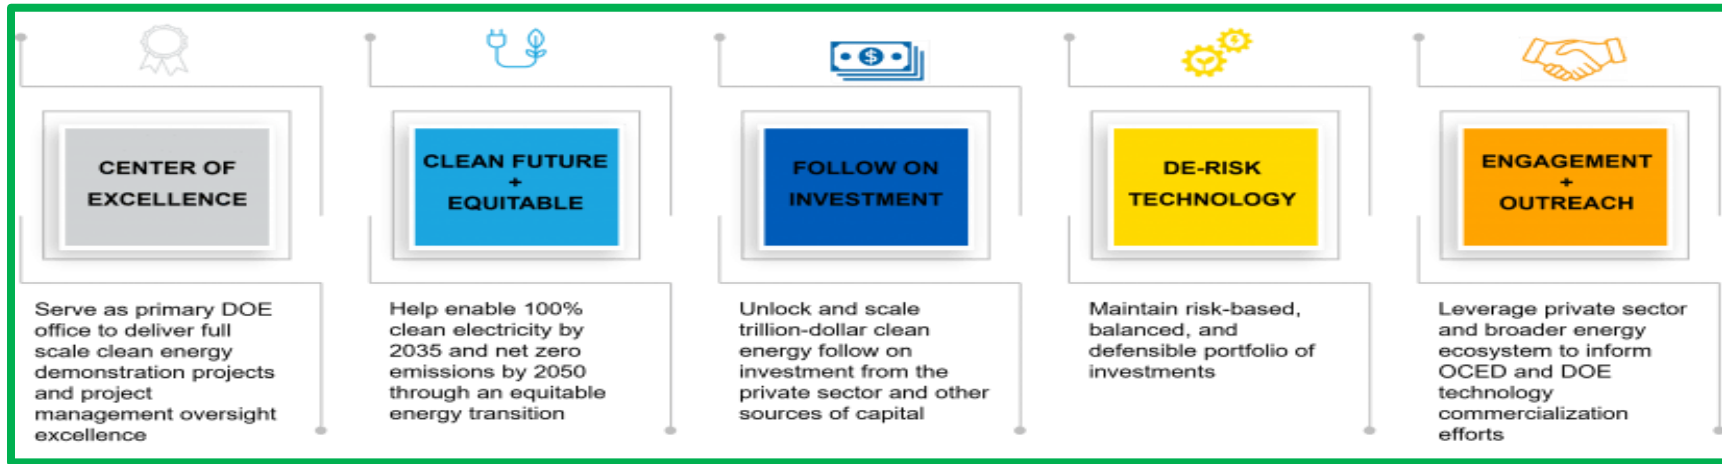 CENTER OF
EXCELLENCE
Serve as primary DOE
office to deliver full
scale clean energy
demonstration projects
and project
management oversight
excellence
CLEAN FUTURE
+
EQUITABLE
Help enable 100%
clean electricity by
2035 and net zero
emissions by 2050
through an equitable
energy transition
$
FOLLOW ON
INVESTMENT
Unlock and scale
trillion-dollar clean
energy follow on
investment from the
private sector and other
sources of capital
DE-RISK
TECHNOLOGY
Maintain risk-based,
balanced, and
defensible portfolio of
investments
ENGAGEMENT
+
OUTREACH
Leverage private sector
and broader energy
ecosystem to inform
OCED and DOE
technology
commercialization
efforts